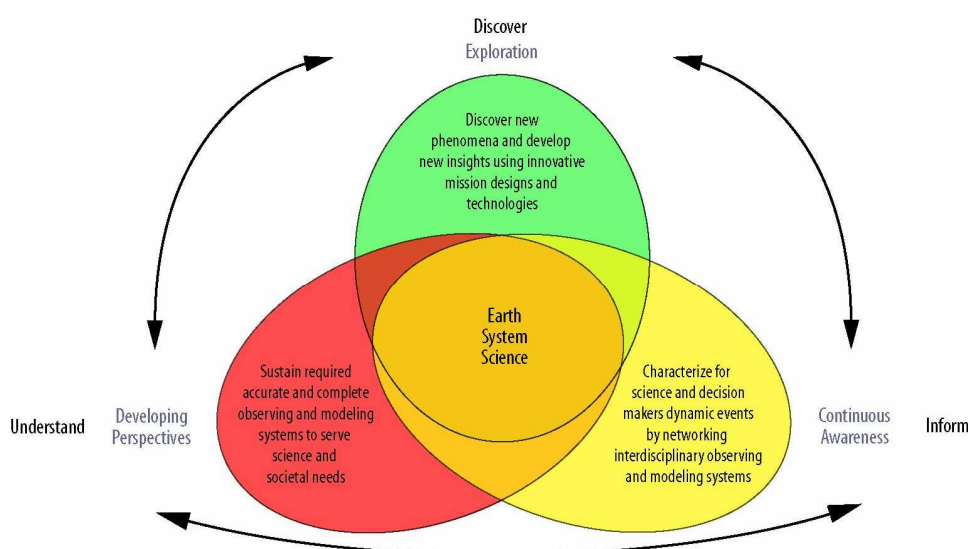 Discover
Exploration
Discover new
phenomena and develop
new insights using innovative
mission designs and
technologies
Earth
System
Science
Understand
Developing
Perspectives
Sustain required
accurate and complete
observing and modeling
systems to serve
science and
societal needs
Characterize for
science and decision
makers dynamic events
by networking
interdisciplinary observing
and modeling systems
Continuous
Awareness
Inform